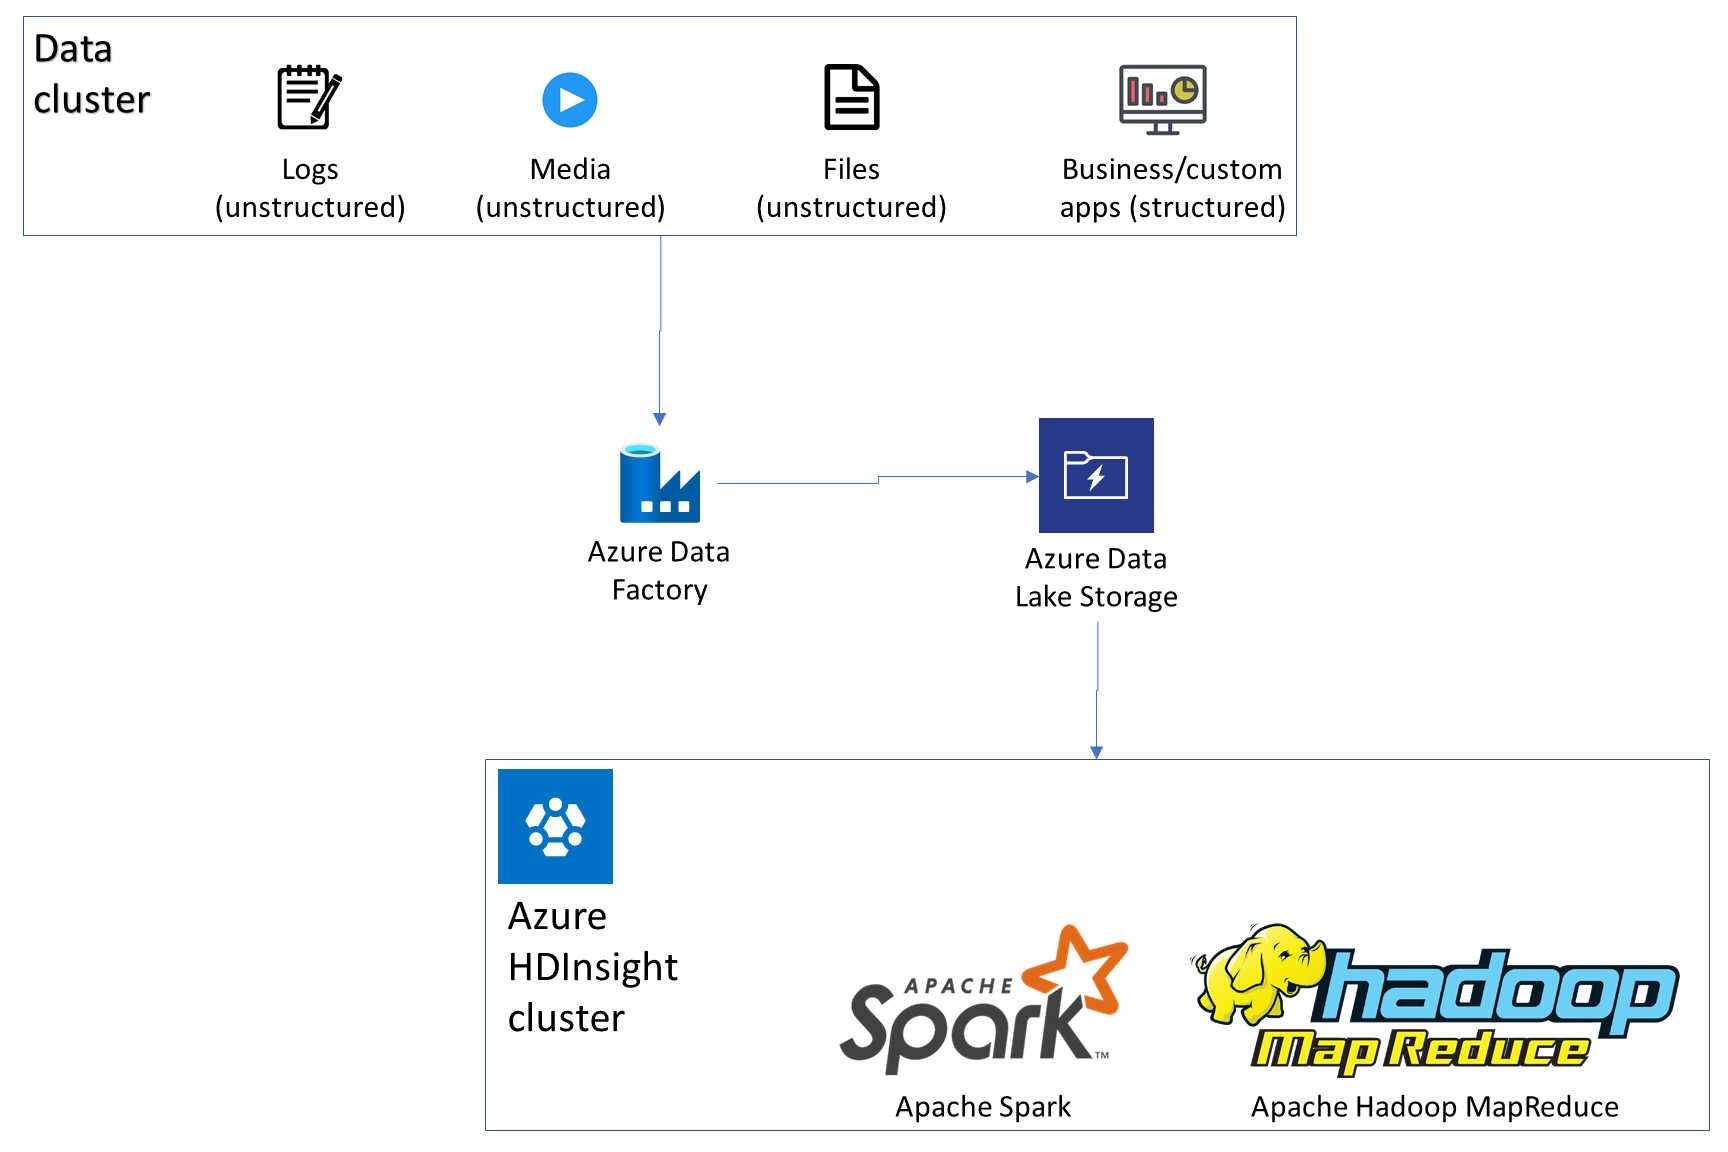 Data
cluster
Logs
(unstructured)
Media
(unstructured)
Files
(unstructured)
Business/custom
apps (structured)
Azure Data
Factory
Azure Data
Lake Storage
Azure
HDInsight
cluster
APACHE
Spark™
Apache Spark
hadoop
Map Reduce
Apache Hadoop MapReduce